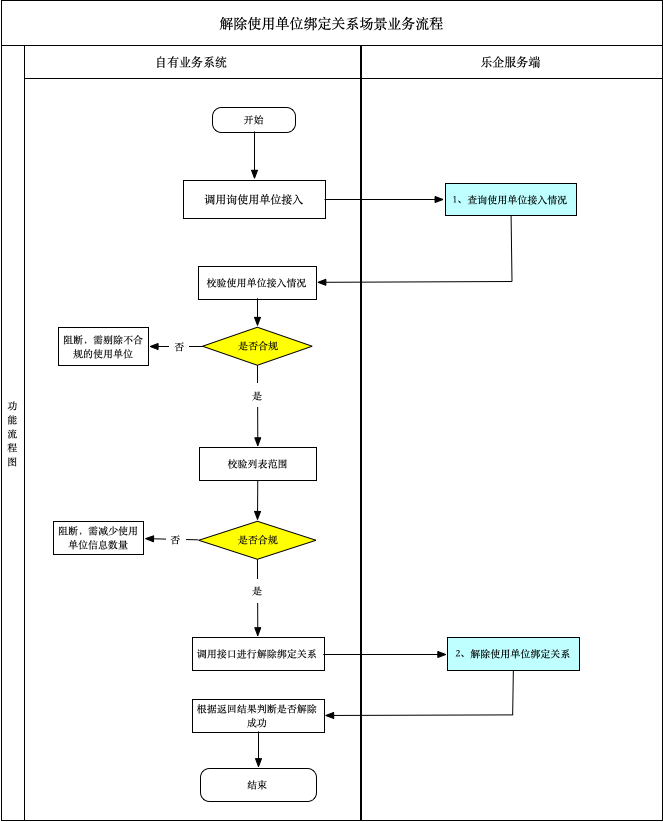 解除使用单位绑定关系场景业务流程
自有业务系统
乐企服务端
功
能
流
程
图
开始
调用询使用单位接入
1、查询使用单位接入情况
校验使用单位接入情况
是否合规
否
阻断，需剔除不合
规的使用单位
是
校验列表范围
是否合规
否
阻断，需减少使用
单位信息数量
是
调用接口进行解除绑定关系
2、解除使用单位绑定关系
根据返回结果判断是否解除
成功
结束